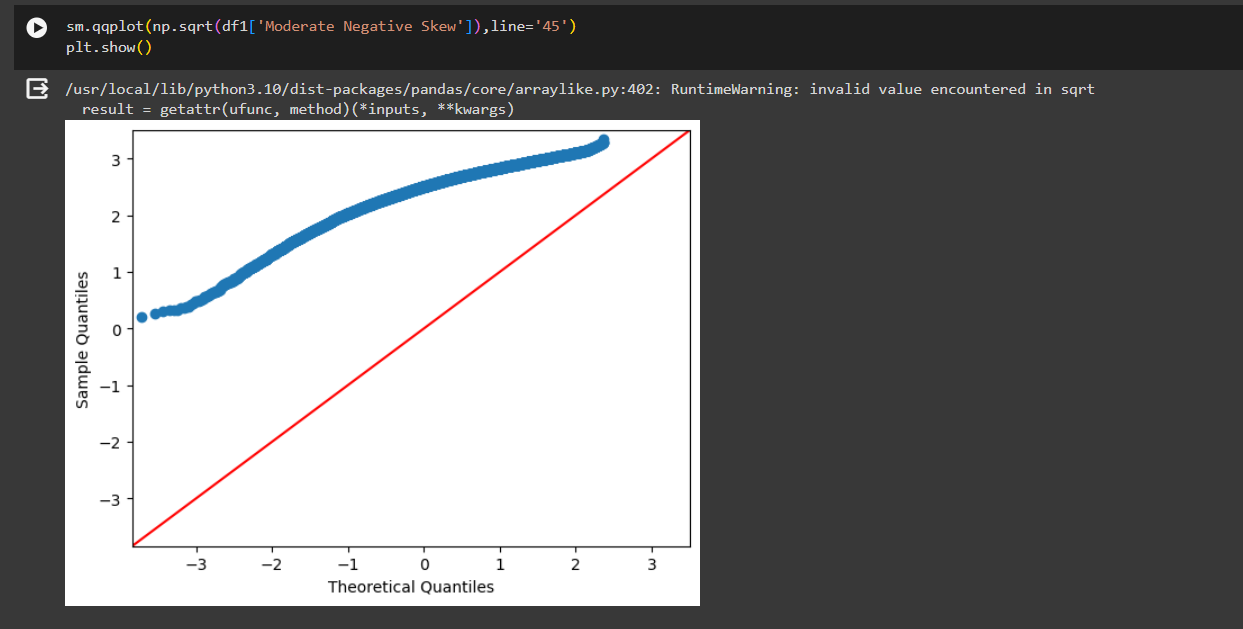 sm.qqplot(np.sqrt(df1['Moderate Negative Skew']),line='45')
plt.show()
/usr/local/lib/python3.10/dist-packages/pandas/core/arraylike.py:402: RuntimeWarning: invalid value encountered in sqrt
result = getattr(ufunc, method)(*inputs, **kwargs)
3
2
1
0
−1
−2
−3
Sample Quantiles
−3 −2 −1 0 1 2 3
Theoretical Quantiles